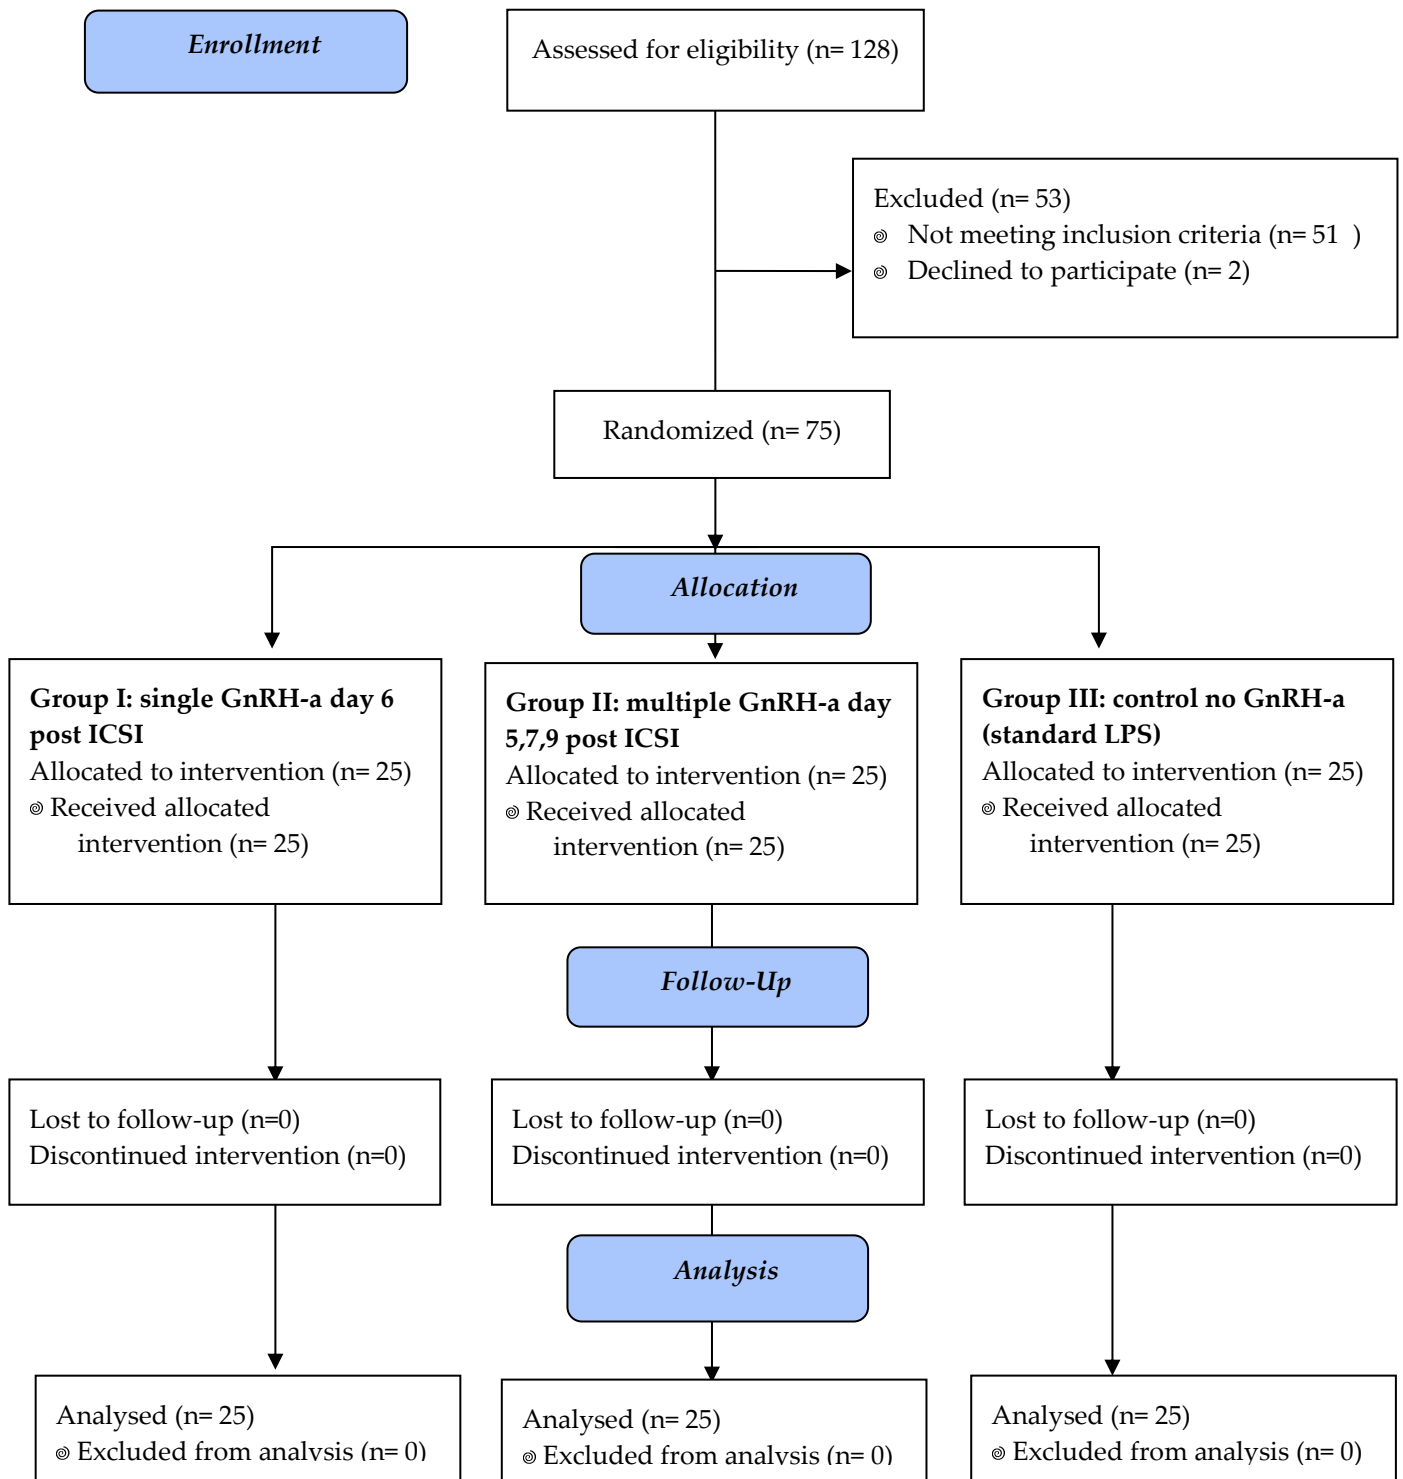 Enrollment
Assessed for eligibility (n= 128)
Excluded (n= 53)
Not meeting inclusion criteria (n= 51  )
Declined to participate (n= 2)
Randomized (n= 75)
Allocation
Group I: single GnRH-a day 6
post ICSI
Allocated to intervention (n= 25)
Received allocated
intervention (n= 25)
Group II: multiple GnRH-a day
5,7,9 post ICSI
Allocated to intervention (n= 25)
Received allocated
intervention (n= 25)
Group III: control no GnRH-a
(standard LPS)
Allocated to intervention (n= 25)
Received allocated
intervention (n= 25)
Follow-Up
Lost to follow-up (n=0)
Discontinued intervention (n=0)
Lost to follow-up (n=0)
Discontinued intervention (n=0)
Lost to follow-up (n=0)
Discontinued intervention (n=0)
Analysis
Analysed (n= 25)
Excluded from analysis (n= 0)
Analysed (n= 25)
Excluded from analysis (n= 0)
Analysed (n= 25)
Excluded from analysis (n= 0)